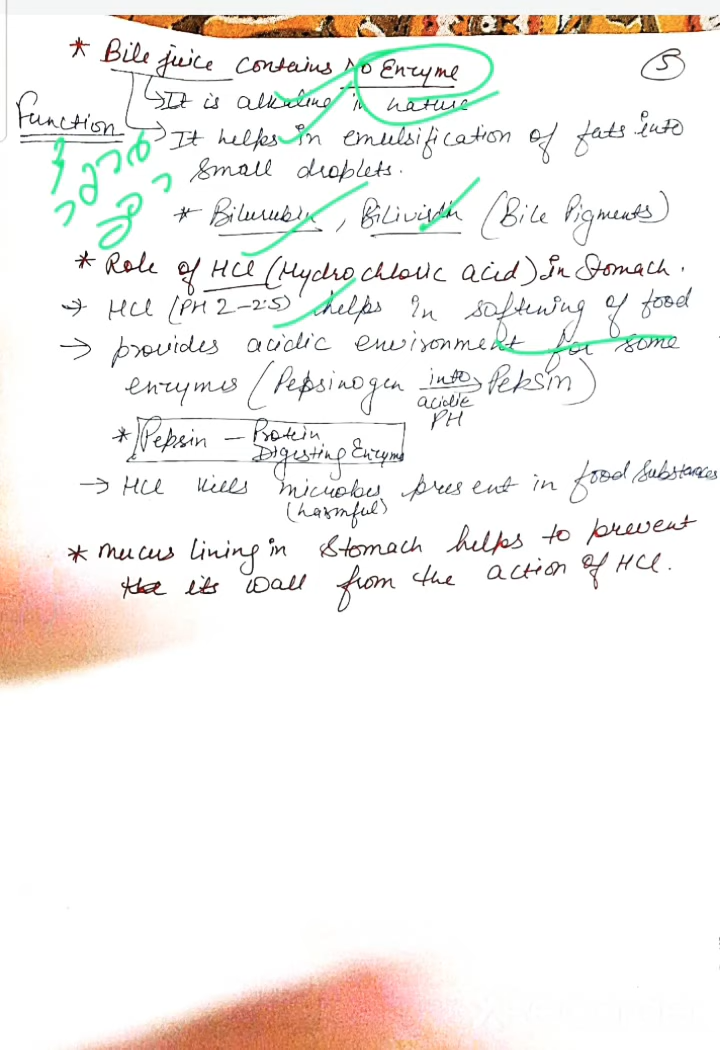 * Bile juice contains No Enzyme
5
It is alkaline in nature
Function
It helps in emulsification of fats into
small droplets.
* Bilurubin, Bilivirdin (Bile Pigments)
* Role of HCl (Hydrochloric acid) in Stomach.
→ HCl (PH 2-2.5) helps in softening of food
→ provides acidic environment for some
enzymes (Pepsinogen into acidic PH → Pepsin)
* Pepsin — Protein
Digesting Enzyme
→ HCl kills microbes present in food substances
(harmful)
* Mucus lining in Stomach helps to prevent
its wall from the action of HCl.